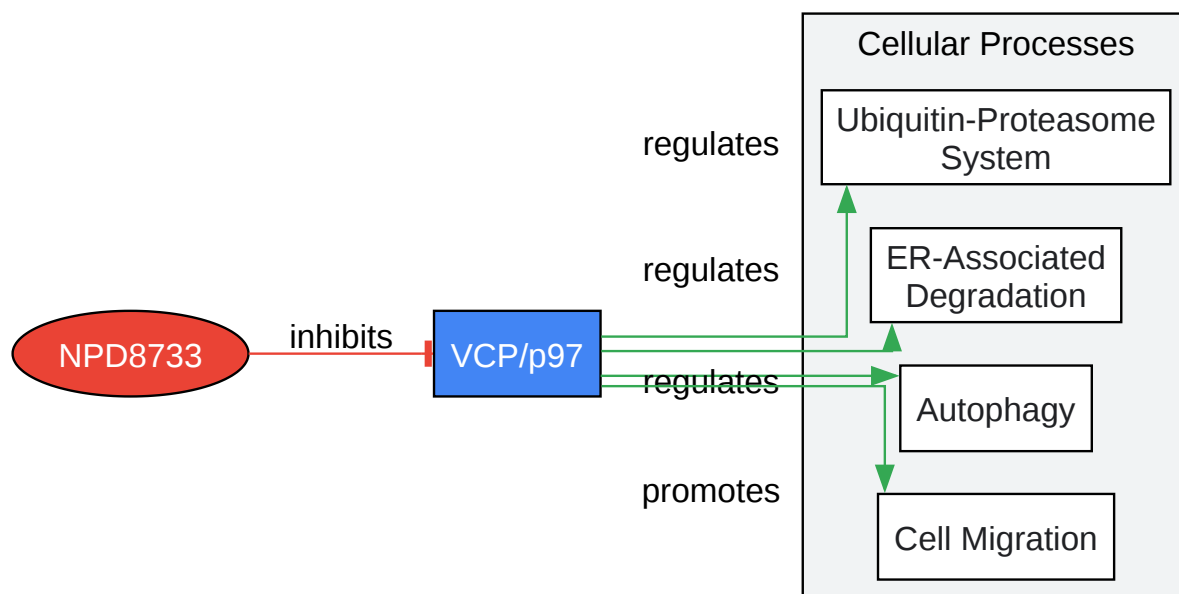 Cellular Processes
Ubiquitin-Proteasome
System
regulates
ER-Associated
Degradation
regulates
NPD8733
inhibits
VCP/p97
regulates
Autophagy
promotes
Cell Migration